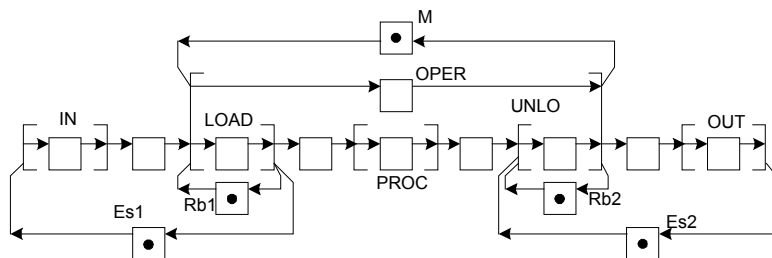 M
OPER
IN
LOAD
UNLO
OUT
PROC
Rb1
Rb2
Es1
Es2